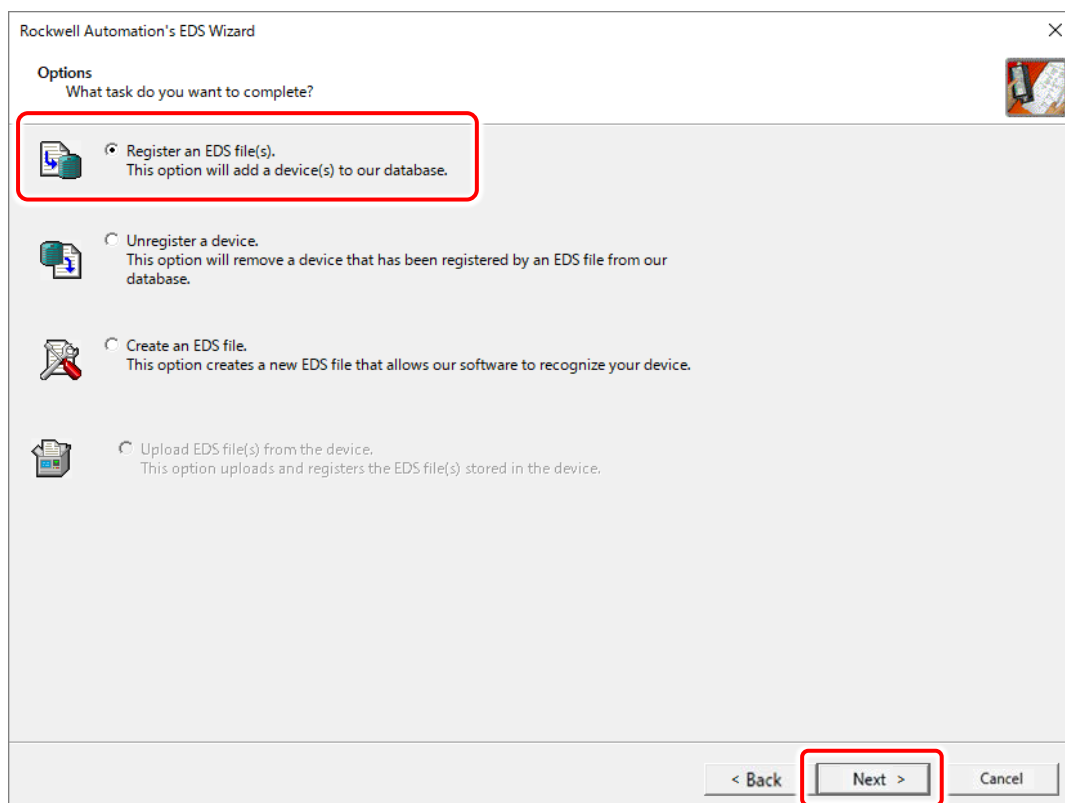 Rockwell Automation's EDS Wizard
Options
What task do you want to complete?
Register an EDS file(s).
This option will add a device(s) to our database.
Unregister a device.
This option will remove a device that has been registered by an EDS file from our
database.
Create an EDS file.
This option creates a new EDS file that allows our software to recognize your device.
Upload EDS file(s) from the device.
This option uploads and registers the EDS file(s) stored in the device.
< Back
Next >
Cancel